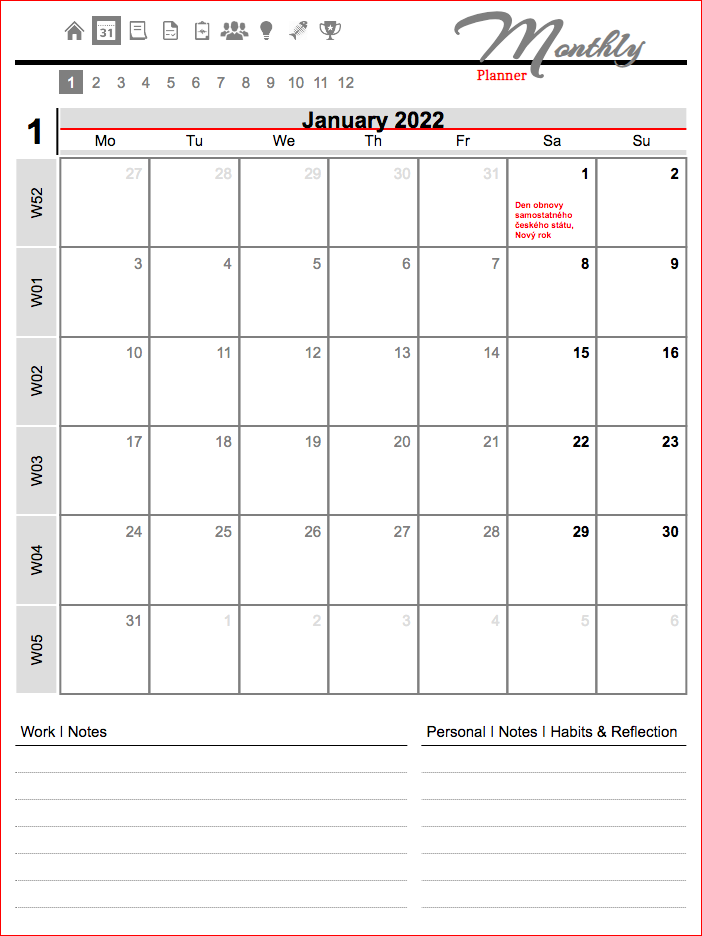 31
Monthly
Planner
1 2 3 4 5 6 7 8 9 10 11 12
1
January 2022
Mo Tu We Th Fr Sa Su
W52
27 28 29 30 31 1 2
Den obnovy
samostatného
českého státu,
Nový rok
W01
3 4 5 6 7 8 9
W02
10 11 12 13 14 15 16
W03
17 18 19 20 21 22 23
W04
24 25 26 27 28 29 30
W05
31 1 2 3 4 5 6
Work | Notes
Personal | Notes | Habits & Reflection